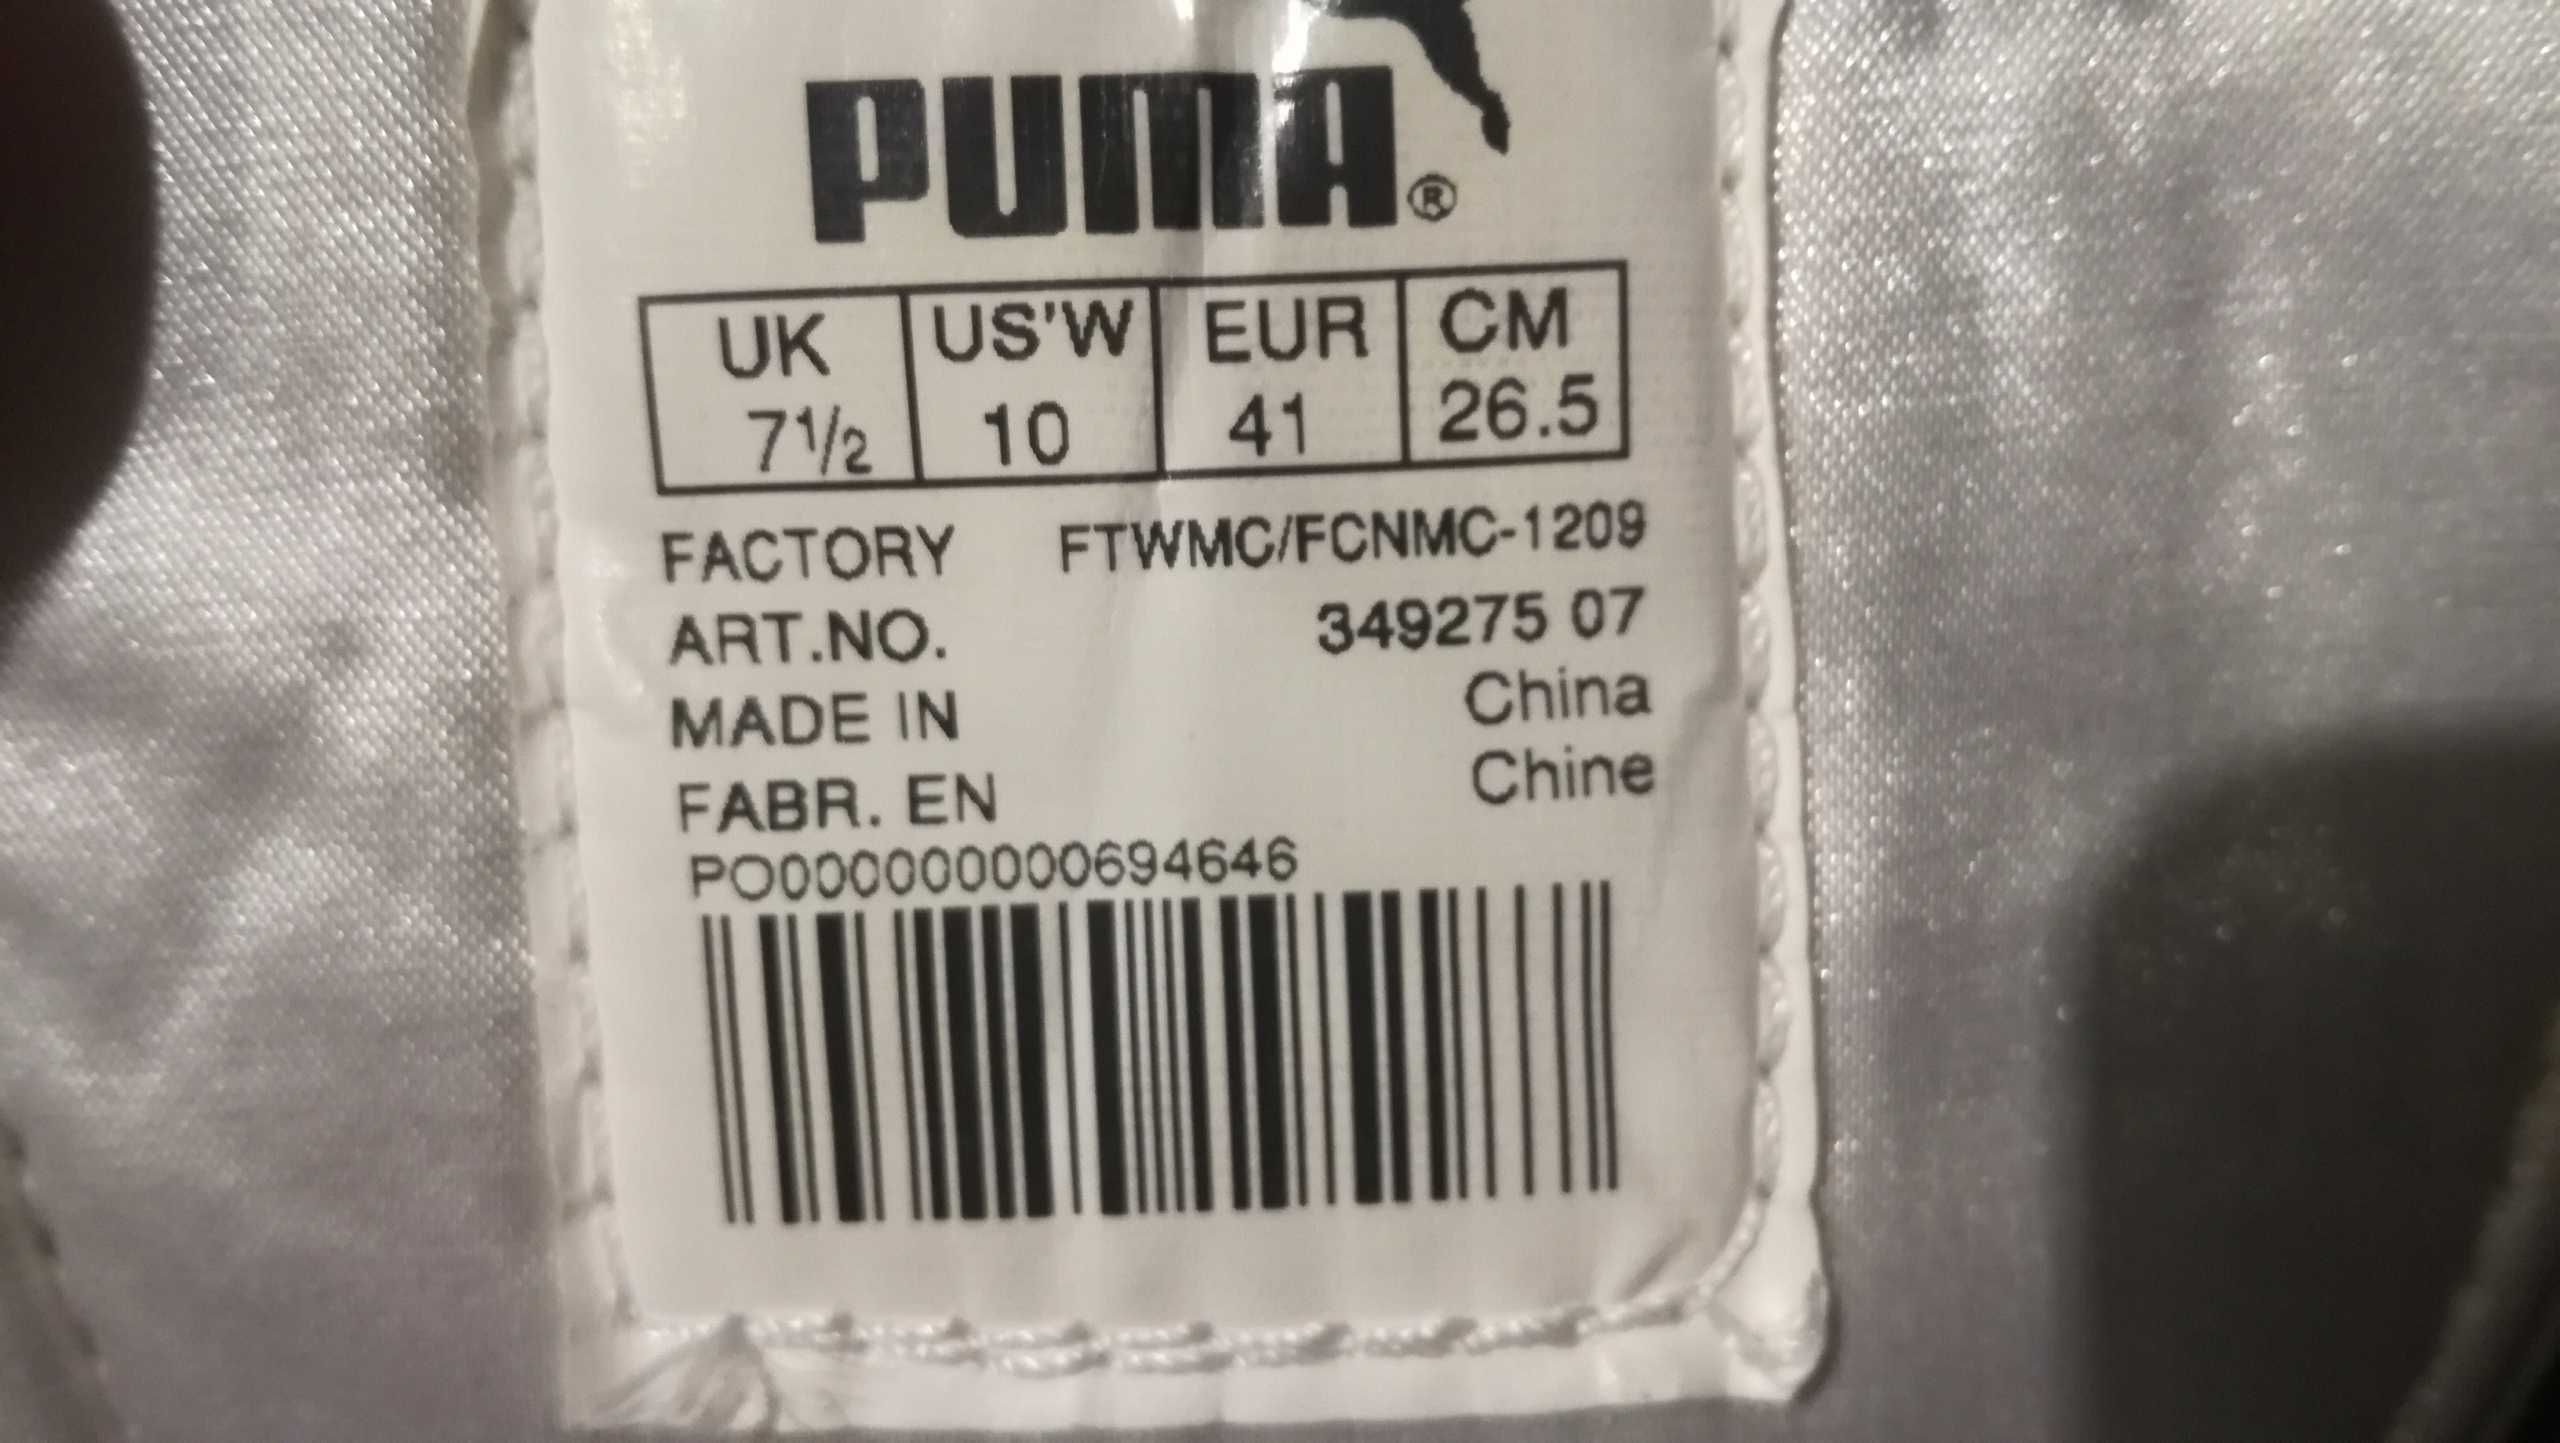 PUMA®
UK US'W EUR CM
7½ 10 41 26.5
FACTORY FTWMC/FCNMC-1209
ART.NO. 349275 07
MADE IN China
FABR. EN Chine
PO0000000000694646